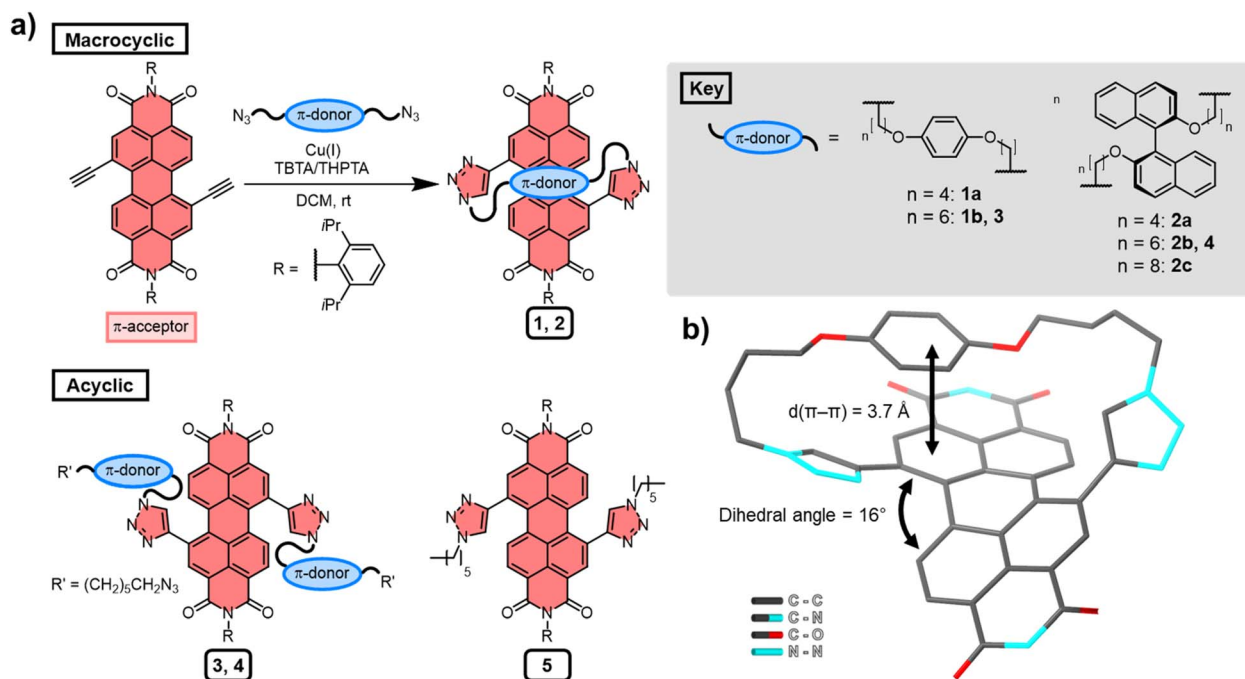 a)
Macrocyclic
R
O N O
N3 π-donor N3
Cu(I)
TBTA/THPTA
DCM, rt
iPr
R =
iPr
O N O
R
π-acceptor
R
O N O
N N N
π-donor
N N N
O N O
R
1, 2
Key
π-donor =
n O O n
n = 4: 1a
n = 6: 1b, 3
n
O n
n O
n = 4: 2a
n = 6: 2b, 4
n = 8: 2c
Acyclic
R
O N O
R' π-donor
N N N
N N N
π-donor R'
O N O
R
R' = (CH2)5CH2N3
3, 4
R
O N O
5
N N N
N N N
5
O N O
R
5
b)
d(π–π) = 3.7 Å
Dihedral angle = 16°
C - C
C - N
C - O
N - N